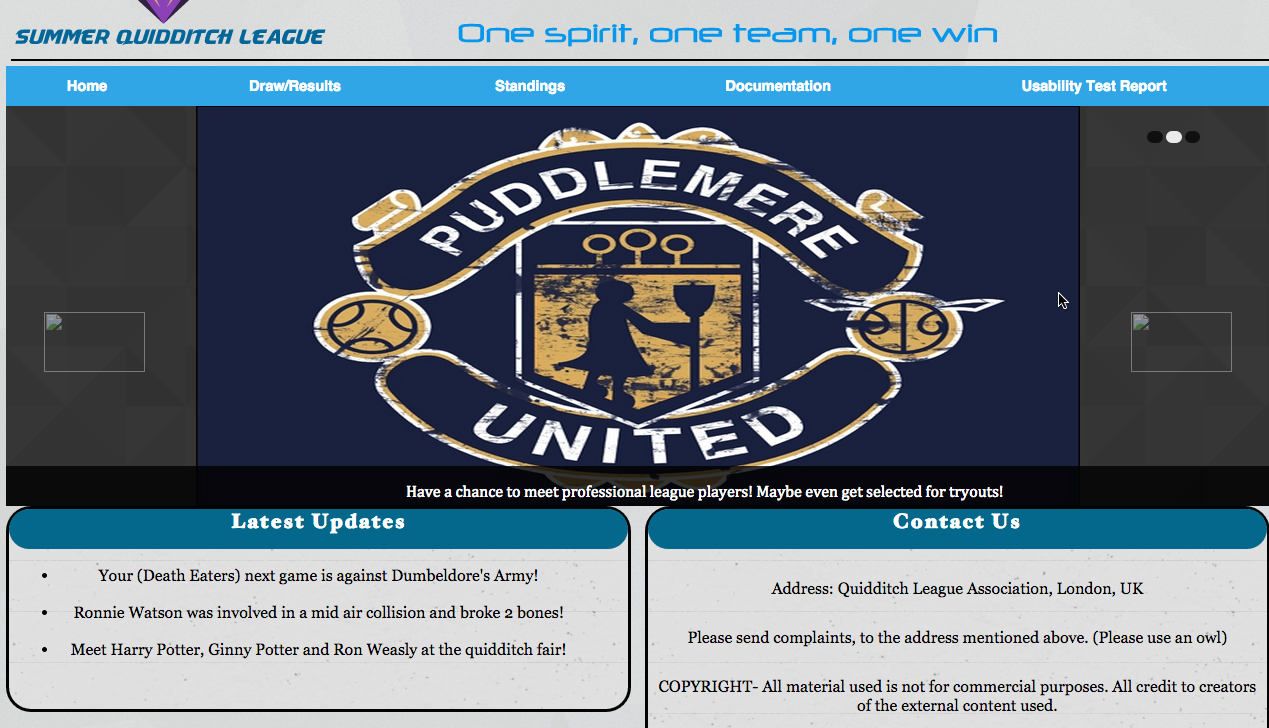 SUMMER QUIDDITCH LEAGUE
One spirit, one team, one win
Home Draw/Results Standings Documentation Usability Test Report
PUDDLEMERE
UNITED
Have a chance to meet professional league players! Maybe even get selected for tryouts!
Latest Updates
• Your (Death Eaters) next game is against Dumbeldore's Army!
• Ronnie Watson was involved in a mid air collision and broke 2 bones!
• Meet Harry Potter, Ginny Potter and Ron Weasly at the quidditch fair!
Contact Us
Address: Quidditch League Association, London, UK
Please send complaints, to the address mentioned above. (Please use an owl)
COPYRIGHT- All material used is not for commercial purposes. All credit to creators
of the external content used.